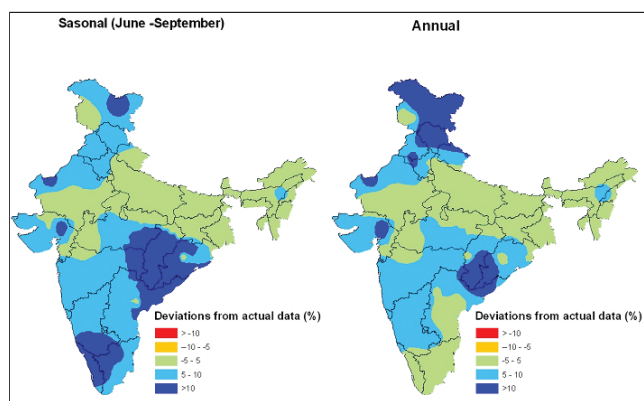 Sasonal (June -September)
Annual
Deviations from actual data (%)
> -10
-10 - -5
-5 - 5
5 - 10
>10
Deviations from actual data (%)
> -10
-10 - -5
-5 - 5
5 - 10
>10